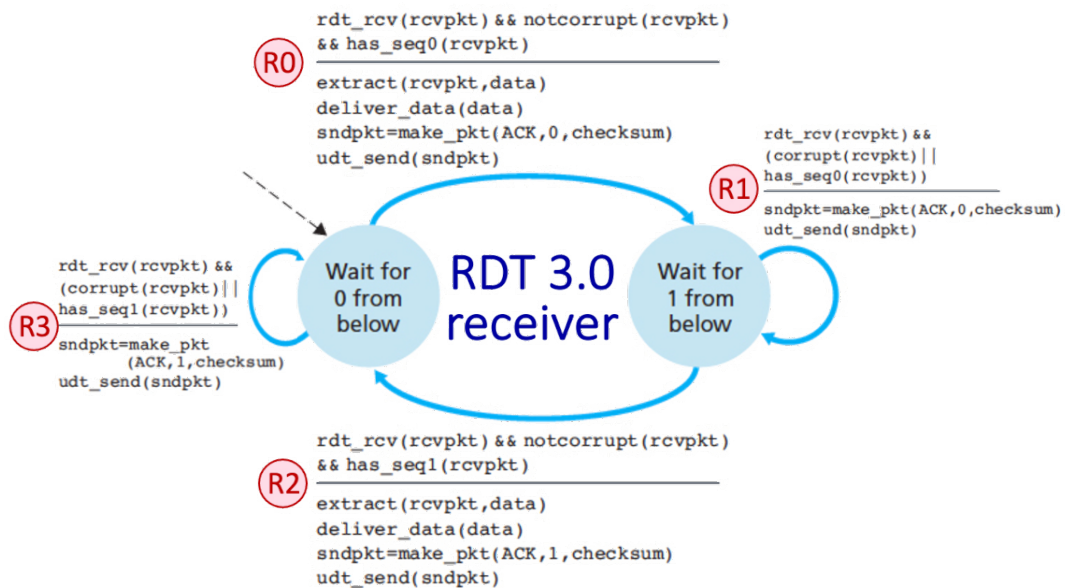 rdt_rcv(rcvpkt) && notcorrupt(rcvpkt)
&& has_seq0(rcvpkt)
R0
extract(rcvpkt,data)
deliver_data(data)
sndpkt=make_pkt(ACK,0,checksum)
udt_send(sndpkt)
rdt_rcv(rcvpkt) &&
(corrupt(rcvpkt)||
has_seq0(rcvpkt))
R1
sndpkt=make_pkt(ACK,0,checksum)
udt_send(sndpkt)
rdt_rcv(rcvpkt) &&
(corrupt(rcvpkt)||
has_seq1(rcvpkt))
R3
sndpkt=make_pkt
(ACK,1,checksum)
udt_send(sndpkt)
Wait for
0 from
below
RDT 3.0
receiver
Wait for
1 from
below
rdt_rcv(rcvpkt) && notcorrupt(rcvpkt)
&& has_seq1(rcvpkt)
R2
extract(rcvpkt,data)
deliver_data(data)
sndpkt=make_pkt(ACK,1,checksum)
udt_send(sndpkt)